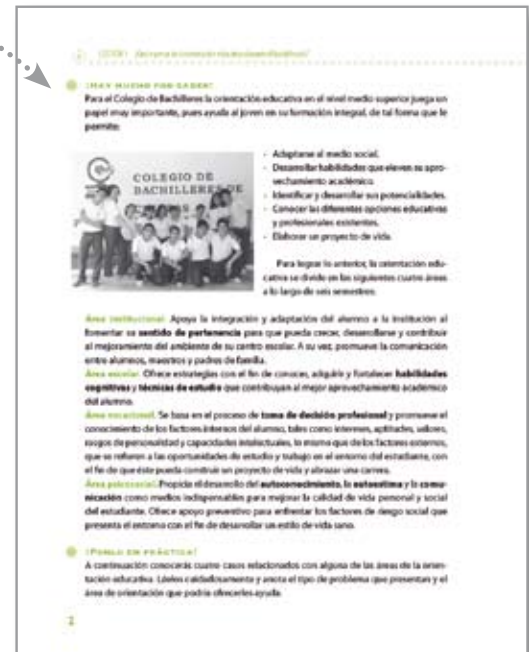 ¡HAY MUCHO POR SABER!
Para el Colegio de Bachilleres la orientación educativa en el nivel medio superior juega un
papel muy importante, pues ayuda al joven en su formación integral, de tal forma que le
permite:
COLEGIO DE
BACHILLERES DE
- Adaptarse al medio social.
- Desarrollar habilidades que eleven su apro-
vechamiento académico.
- Identificar y desarrollar sus potencialidades.
- Conocer las diferentes opciones educativas
y profesionales existentes.
- Elaborar un proyecto de vida.
Para lograr lo anterior, la orientación edu-
cativa se divide en las siguientes cuatro áreas
a lo largo de seis semestres:
Área institucional. Apoya la integración y adaptación del alumno a la institución al
fomentar su sentido de pertenencia para que pueda crecer, desarrollarse y contribuir
al mejoramiento del ambiente de su centro escolar. A su vez, promueve la comunicación
entre alumnos, maestros y padres de familia.
Área escolar. Ofrece estrategias con el fin de conocer, adquirir y fortalecer habilidades
cognitivas y técnicas de estudio que contribuyan al mejor aprovechamiento académico
del alumno.
Área vocacional. Se basa en el proceso de toma de decisión profesional y promueve el
conocimiento de los factores internos del alumno, tales como intereses, aptitudes, valores,
rasgos de personalidad y capacidades intelectuales, lo mismo que de los factores externos,
que se refieren a las oportunidades de estudio y trabajo en el entorno del estudiante, con
el fin de que éste pueda construir un proyecto de vida y abrazar una carrera.
Área psicosocial. Propicia el desarrollo del autoconocimiento, la autoestima y la comu-
nicación como medios indispensables para mejorar la calidad de vida personal y social
del estudiante. Ofrece apoyo preventivo para enfrentar los factores de riesgo social que
presenta el entorno con el fin de desarrollar un estilo de vida sano.
¡PONLO EN PRÁCTICA!
A continuación conocerás cuatro casos relacionados con alguna de las áreas de la orien-
tación educativa. Léelos cuidadosamente y anota el tipo de problema que presentan y el
área de orientación que podría ofrecerles ayuda.
2